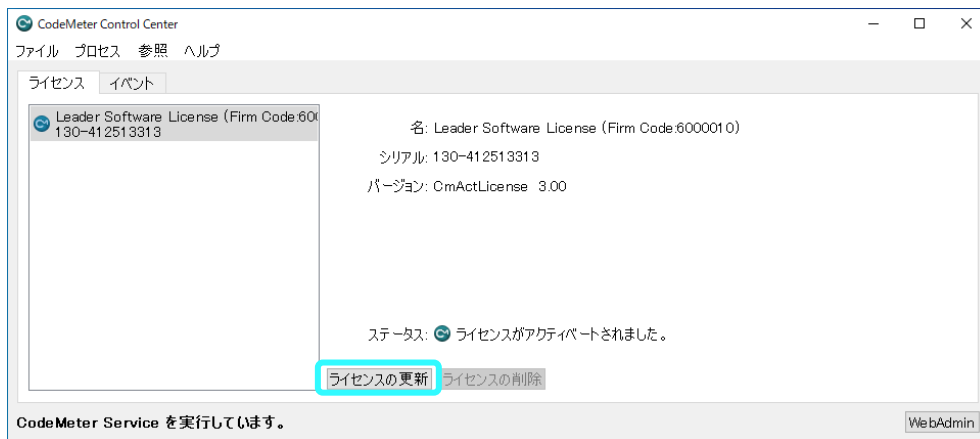 CodeMeter Control Center
ファイル プロセス 参照 ヘルプ
ライセンス イベント
Leader Software License (Firm Code:600
130-412513313
名: Leader Software License (Firm Code:6000010)
シリアル: 130-412513313
バージョン: CmActLicense 3.00
ステータス: ライセンスがアクティベートされました。
ライセンスの更新 ライセンスの削除
CodeMeter Service を実行しています。 WebAdmin